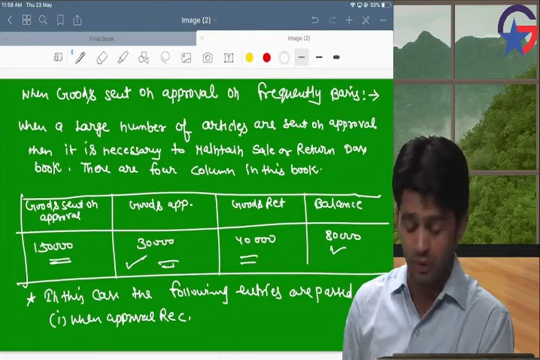 11:58 AM Thu 23 May
33%
Image (2)
Final Book
Image (2)
When Goods sent on approval on frequently Basis:→
When a large number of articles are sent on approval
then it is necessary to Maintain Sale or Return Day
book. There are four column in this book.
Goods sent on approval Goods app. Goods Ret Balance
150000 30000 40000 80000
* In this case the following entries are passed
(i) When approval Rec.